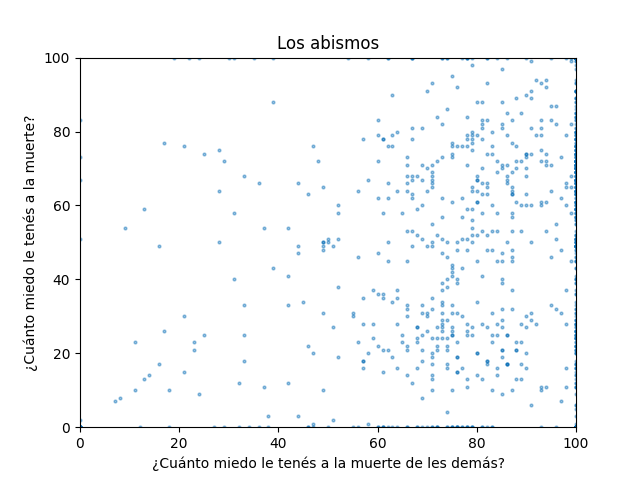 Los abismos
¿Cuánto miedo le tenés a la muerte?
100
80
60
40
20
0
0 20 40 60 80 100
¿Cuánto miedo le tenés a la muerte de les demás?